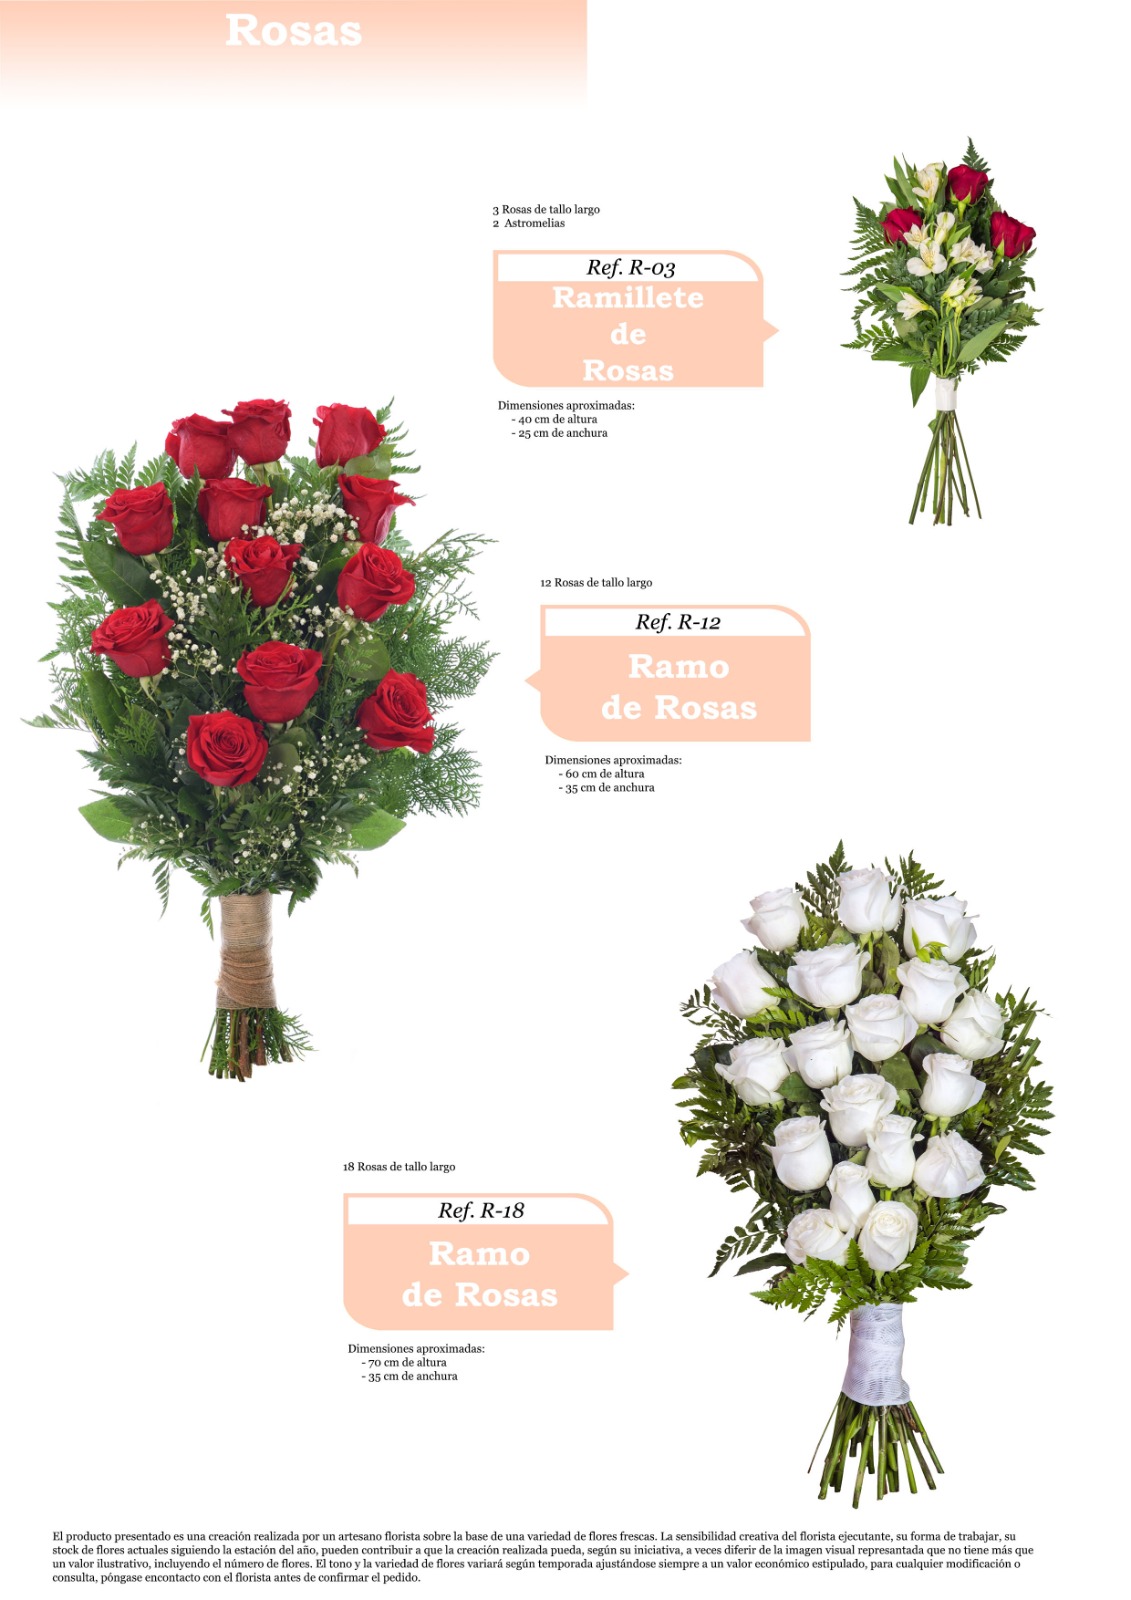 Rosas
3 Rosas de tallo largo
2 Astromelias
Ref. R-03
Ramillete
de
Rosas
Dimensiones aproximadas:
- 40 cm de altura
- 25 cm de anchura
12 Rosas de tallo largo
Ref. R-12
Ramo
de Rosas
Dimensiones aproximadas:
- 60 cm de altura
- 35 cm de anchura
18 Rosas de tallo largo
Ref. R-18
Ramo
de Rosas
Dimensiones aproximadas:
- 70 cm de altura
- 35 cm de anchura
El producto presentado es una creación realizada por un artesano florista sobre la base de una variedad de flores frescas. La sensibilidad creativa del florista ejecutante, su forma de trabajar, su
stock de flores actuales siguiendo la estación del año, pueden contribuir a que la creación realizada pueda, según su iniciativa, a veces diferir de la imagen visual represantada que no tiene más que
un valor ilustrativo, incluyendo el número de flores. El tono y la variedad de flores variará según temporada ajustándose siempre a un valor económico estipulado, para cualquier modificación o
consulta, póngase encontacto con el florista antes de confirmar el pedido.